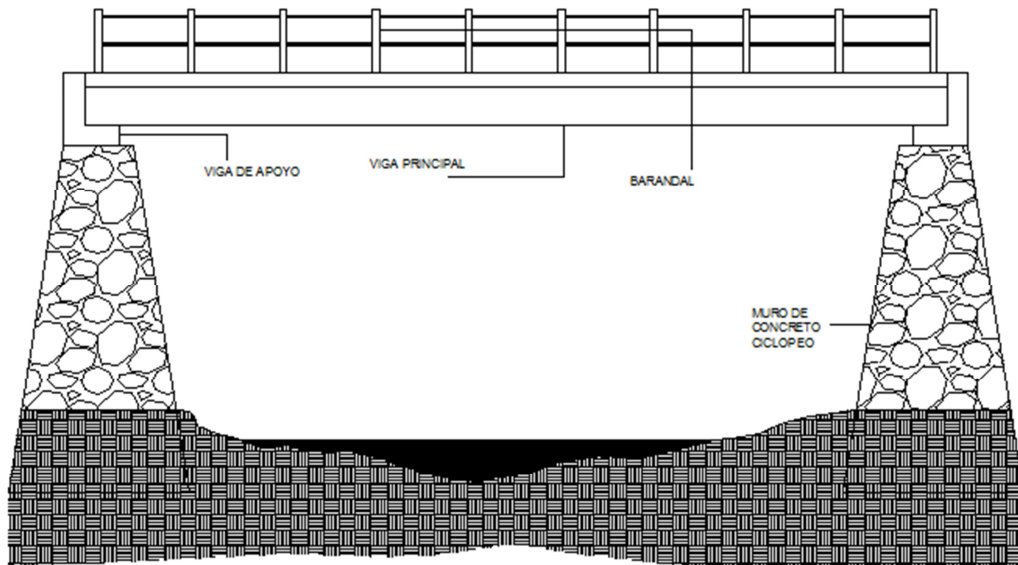 VIGA DE APOYO
VIGA PRINCIPAL
BARANDAL
MURO DE
CONCRETO
CICLOPEO